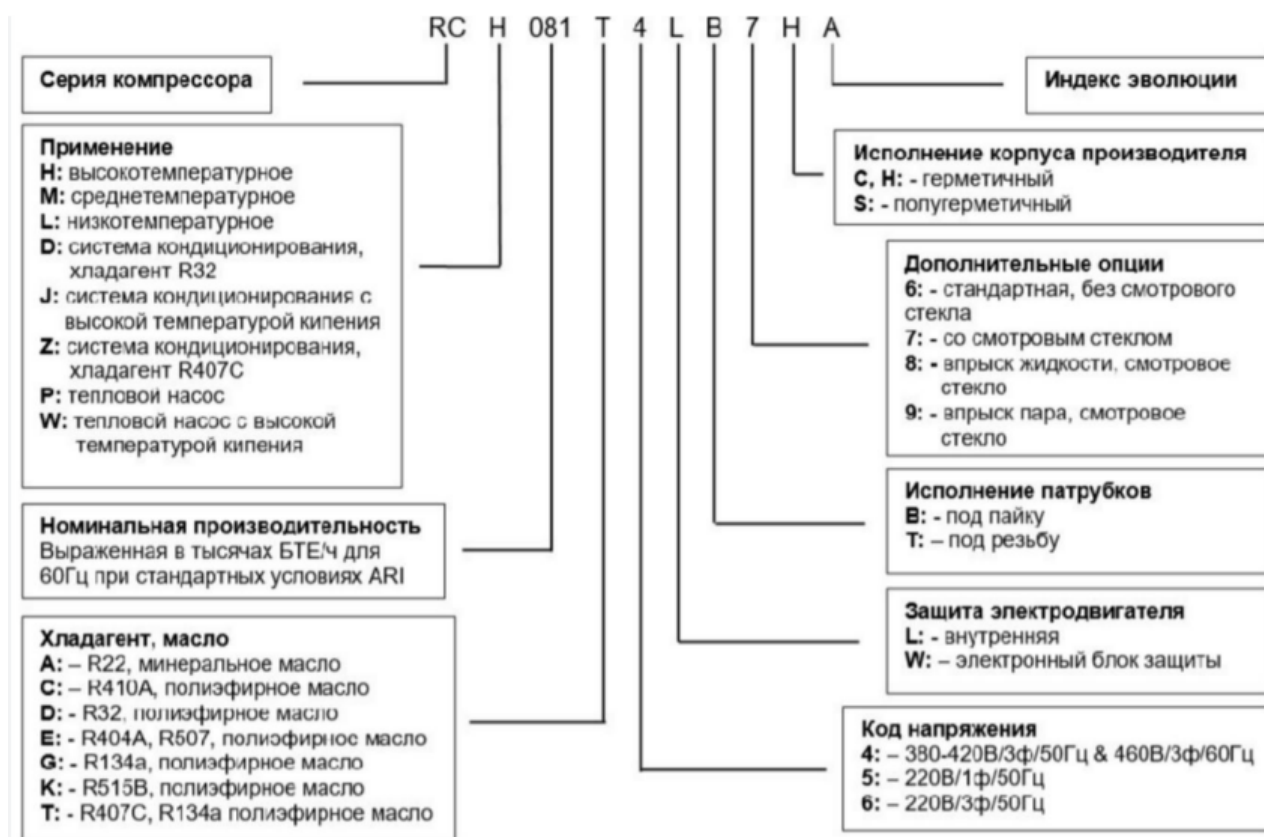 RC H 081 T 4 L B 7 H A
Серия компрессора
Применение
H: высокотемпературное
M: среднетемпературное
L: низкотемпературное
D: система кондиционирования,
хладагент R32
J: система кондиционирования с
высокой температурой кипения
Z: система кондиционирования,
хладагент R407C
P: тепловой насос
W: тепловой насос с высокой
температурой кипения
Номинальная производительность
Выраженная в тысячах БТЕ/ч для
60Гц при стандартных условиях ARI
Хладагент, масло
A: – R22, минеральное масло
C: – R410A, полиэфирное масло
D: - R32, полиэфирное масло
E: - R404A, R507, полиэфирное масло
G: - R134a, полиэфирное масло
K: - R515B, полиэфирное масло
T: - R407C, R134a полиэфирное масло
Индекс эволюции
Исполнение корпуса производителя
C, H: - герметичный
S: - полугерметичный
Дополнительные опции
6: - стандартная, без смотрового
стекла
7: - со смотровым стеклом
8: - впрыск жидкости, смотровое
стекло
9: - впрыск пара, смотровое
стекло
Исполнение патрубков
B: - под пайку
T: – под резьбу
Защита электродвигателя
L: - внутренняя
W: – электронный блок защиты
Код напряжения
4: – 380-420В/3ф/50Гц & 460В/3ф/60Гц
5: – 220В/1ф/50Гц
6: – 220В/3ф/50Гц